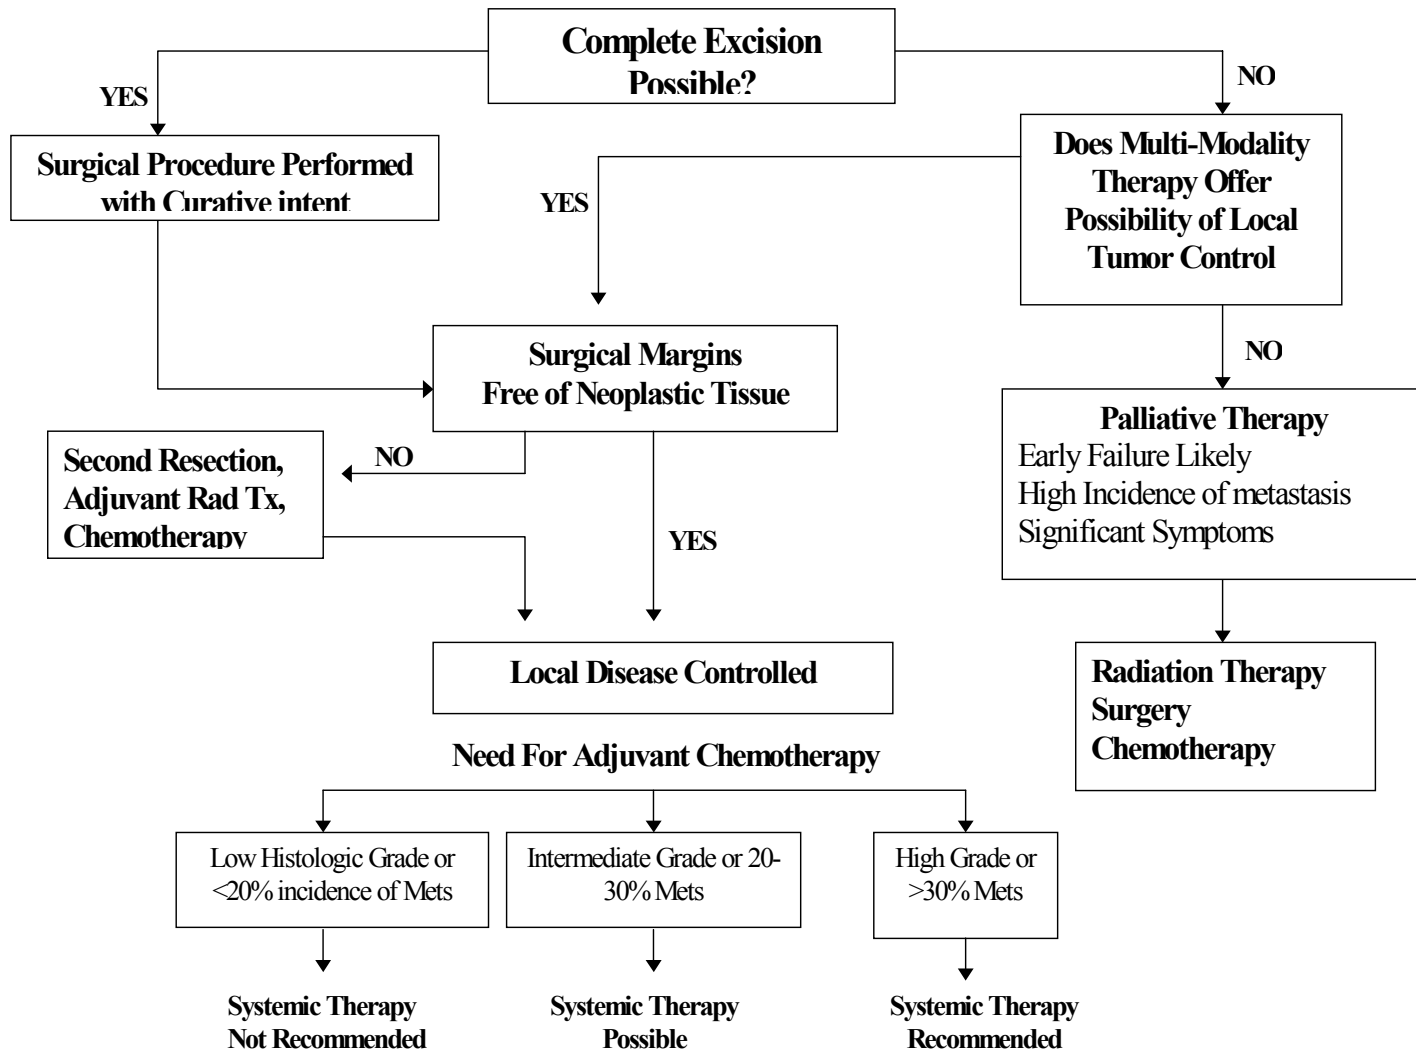 Complete Excision
Possible?
YES
NO
Surgical Procedure Performed
with Curative intent
Does Multi-Modality
Therapy Offer
Possibility of Local
Tumor Control
YES
NO
Surgical Margins
Free of Neoplastic Tissue
Palliative Therapy
Early Failure Likely
High Incidence of metastasis
Significant Symptoms
NO
Second Resection,
Adjuvant Rad Tx,
Chemotherapy
YES
Local Disease Controlled
Radiation Therapy
Surgery
Chemotherapy
Need For Adjuvant Chemotherapy
Low Histologic Grade or
<20% incidence of Mets
Intermediate Grade or 20-
30% Mets
High Grade or
>30% Mets
Systemic Therapy
Not Recommended
Systemic Therapy
Possible
Systemic Therapy
Recommended